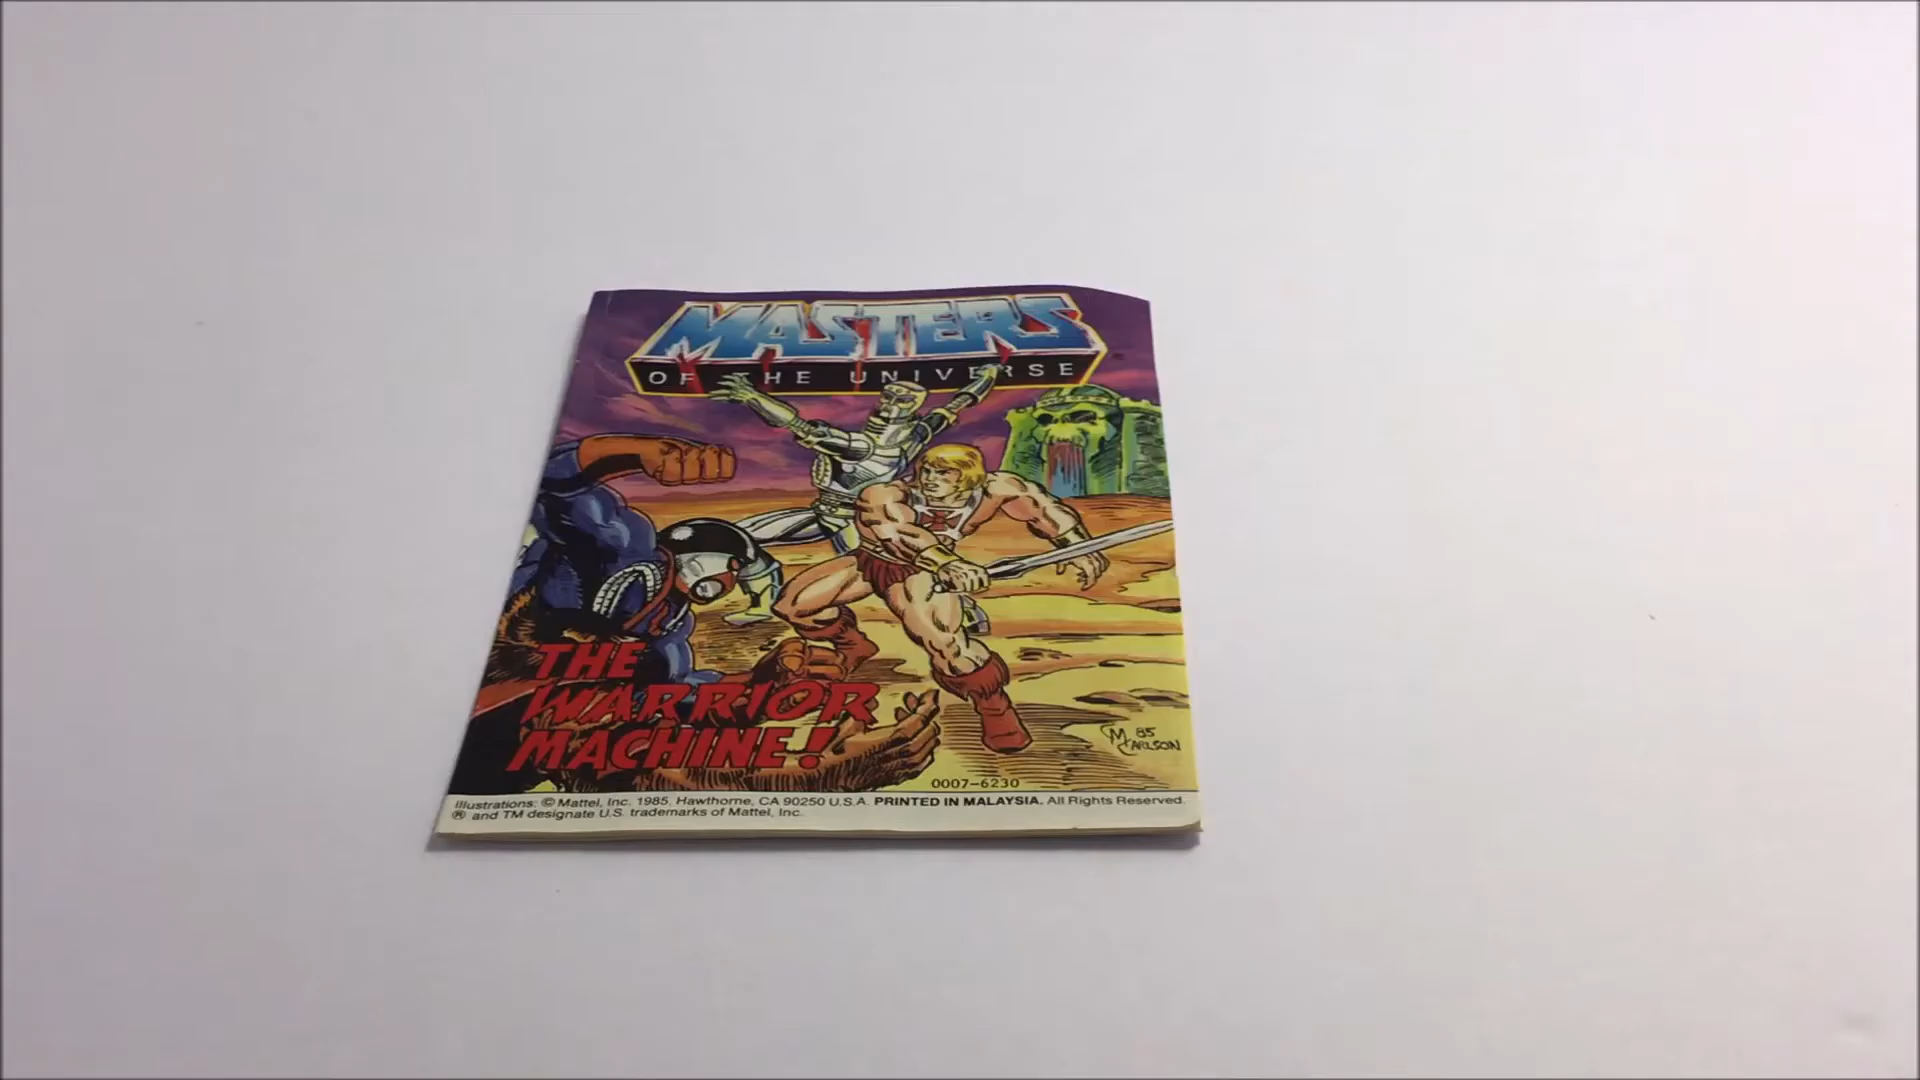 MASTERS
OF THE UNIVERSE
THE
WARRIOR
MACHINE!
M 85
CARLSON
0007-6230
Illustrations: © Mattel, Inc. 1985, Hawthorne, CA 90250 U.S.A. PRINTED IN MALAYSIA. All Rights Reserved.
® and TM designate U.S. trademarks of Mattel, Inc.